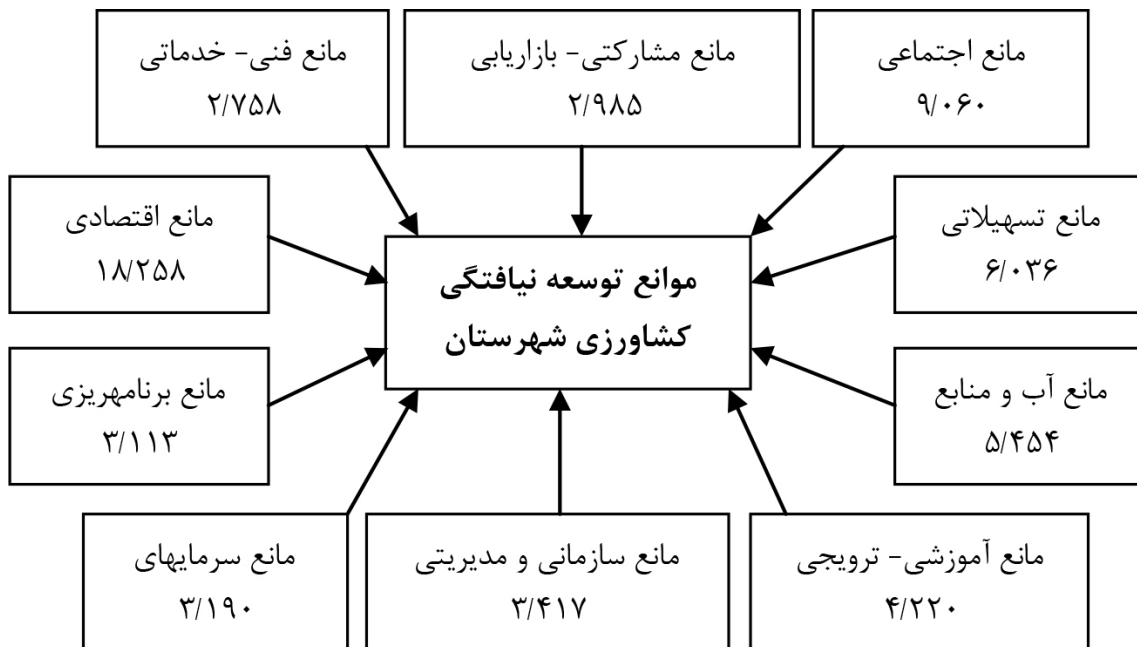 مانع اجتماعی
۹/۰۶۰
مانع مشارکتی- بازاریابی
۲/۹۸۵
مانع فنی- خدماتی
۲/۷۵۸
مانع تسهیلاتی
۶/۰۳۶
موانع توسعه نیافتگی
کشاورزی شهرستان
مانع اقتصادی
۱۸/۲۵۸
مانع آب و منابع
۵/۴۵۴
مانع برنامهریزی
۳/۱۱۳
مانع آموزشی- ترویجی
۴/۲۲۰
مانع سازمانی و مدیریتی
۳/۴۱۷
مانع سرمایهای
۳/۱۹۰